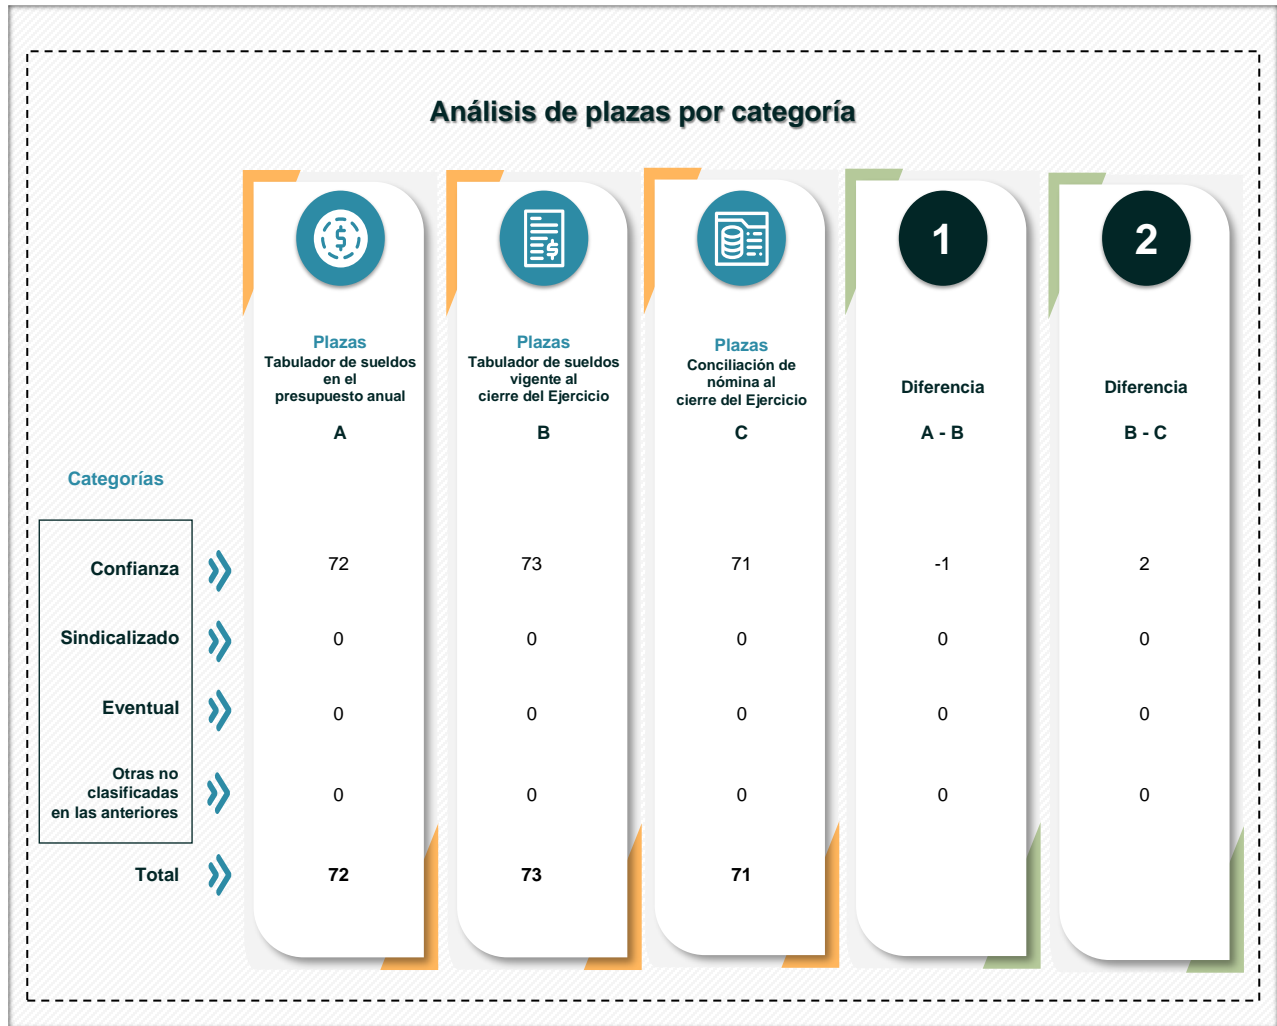 Análisis de plazas por categoría
1
2
Plazas
Tabulador de sueldos
en el
presupuesto anual
A
Plazas
Tabulador de sueldos
vigente al
cierre del Ejercicio
B
Plazas
Conciliación de
nómina al
cierre del Ejercicio
C
Diferencia
A - B
Diferencia
B - C
Categorías
Confianza 72 73 71 -1 2
Sindicalizado 0 0 0 0 0
Eventual 0 0 0 0 0
Otras no
clasificadas
en las anteriores 0 0 0 0 0
Total 72 73 71